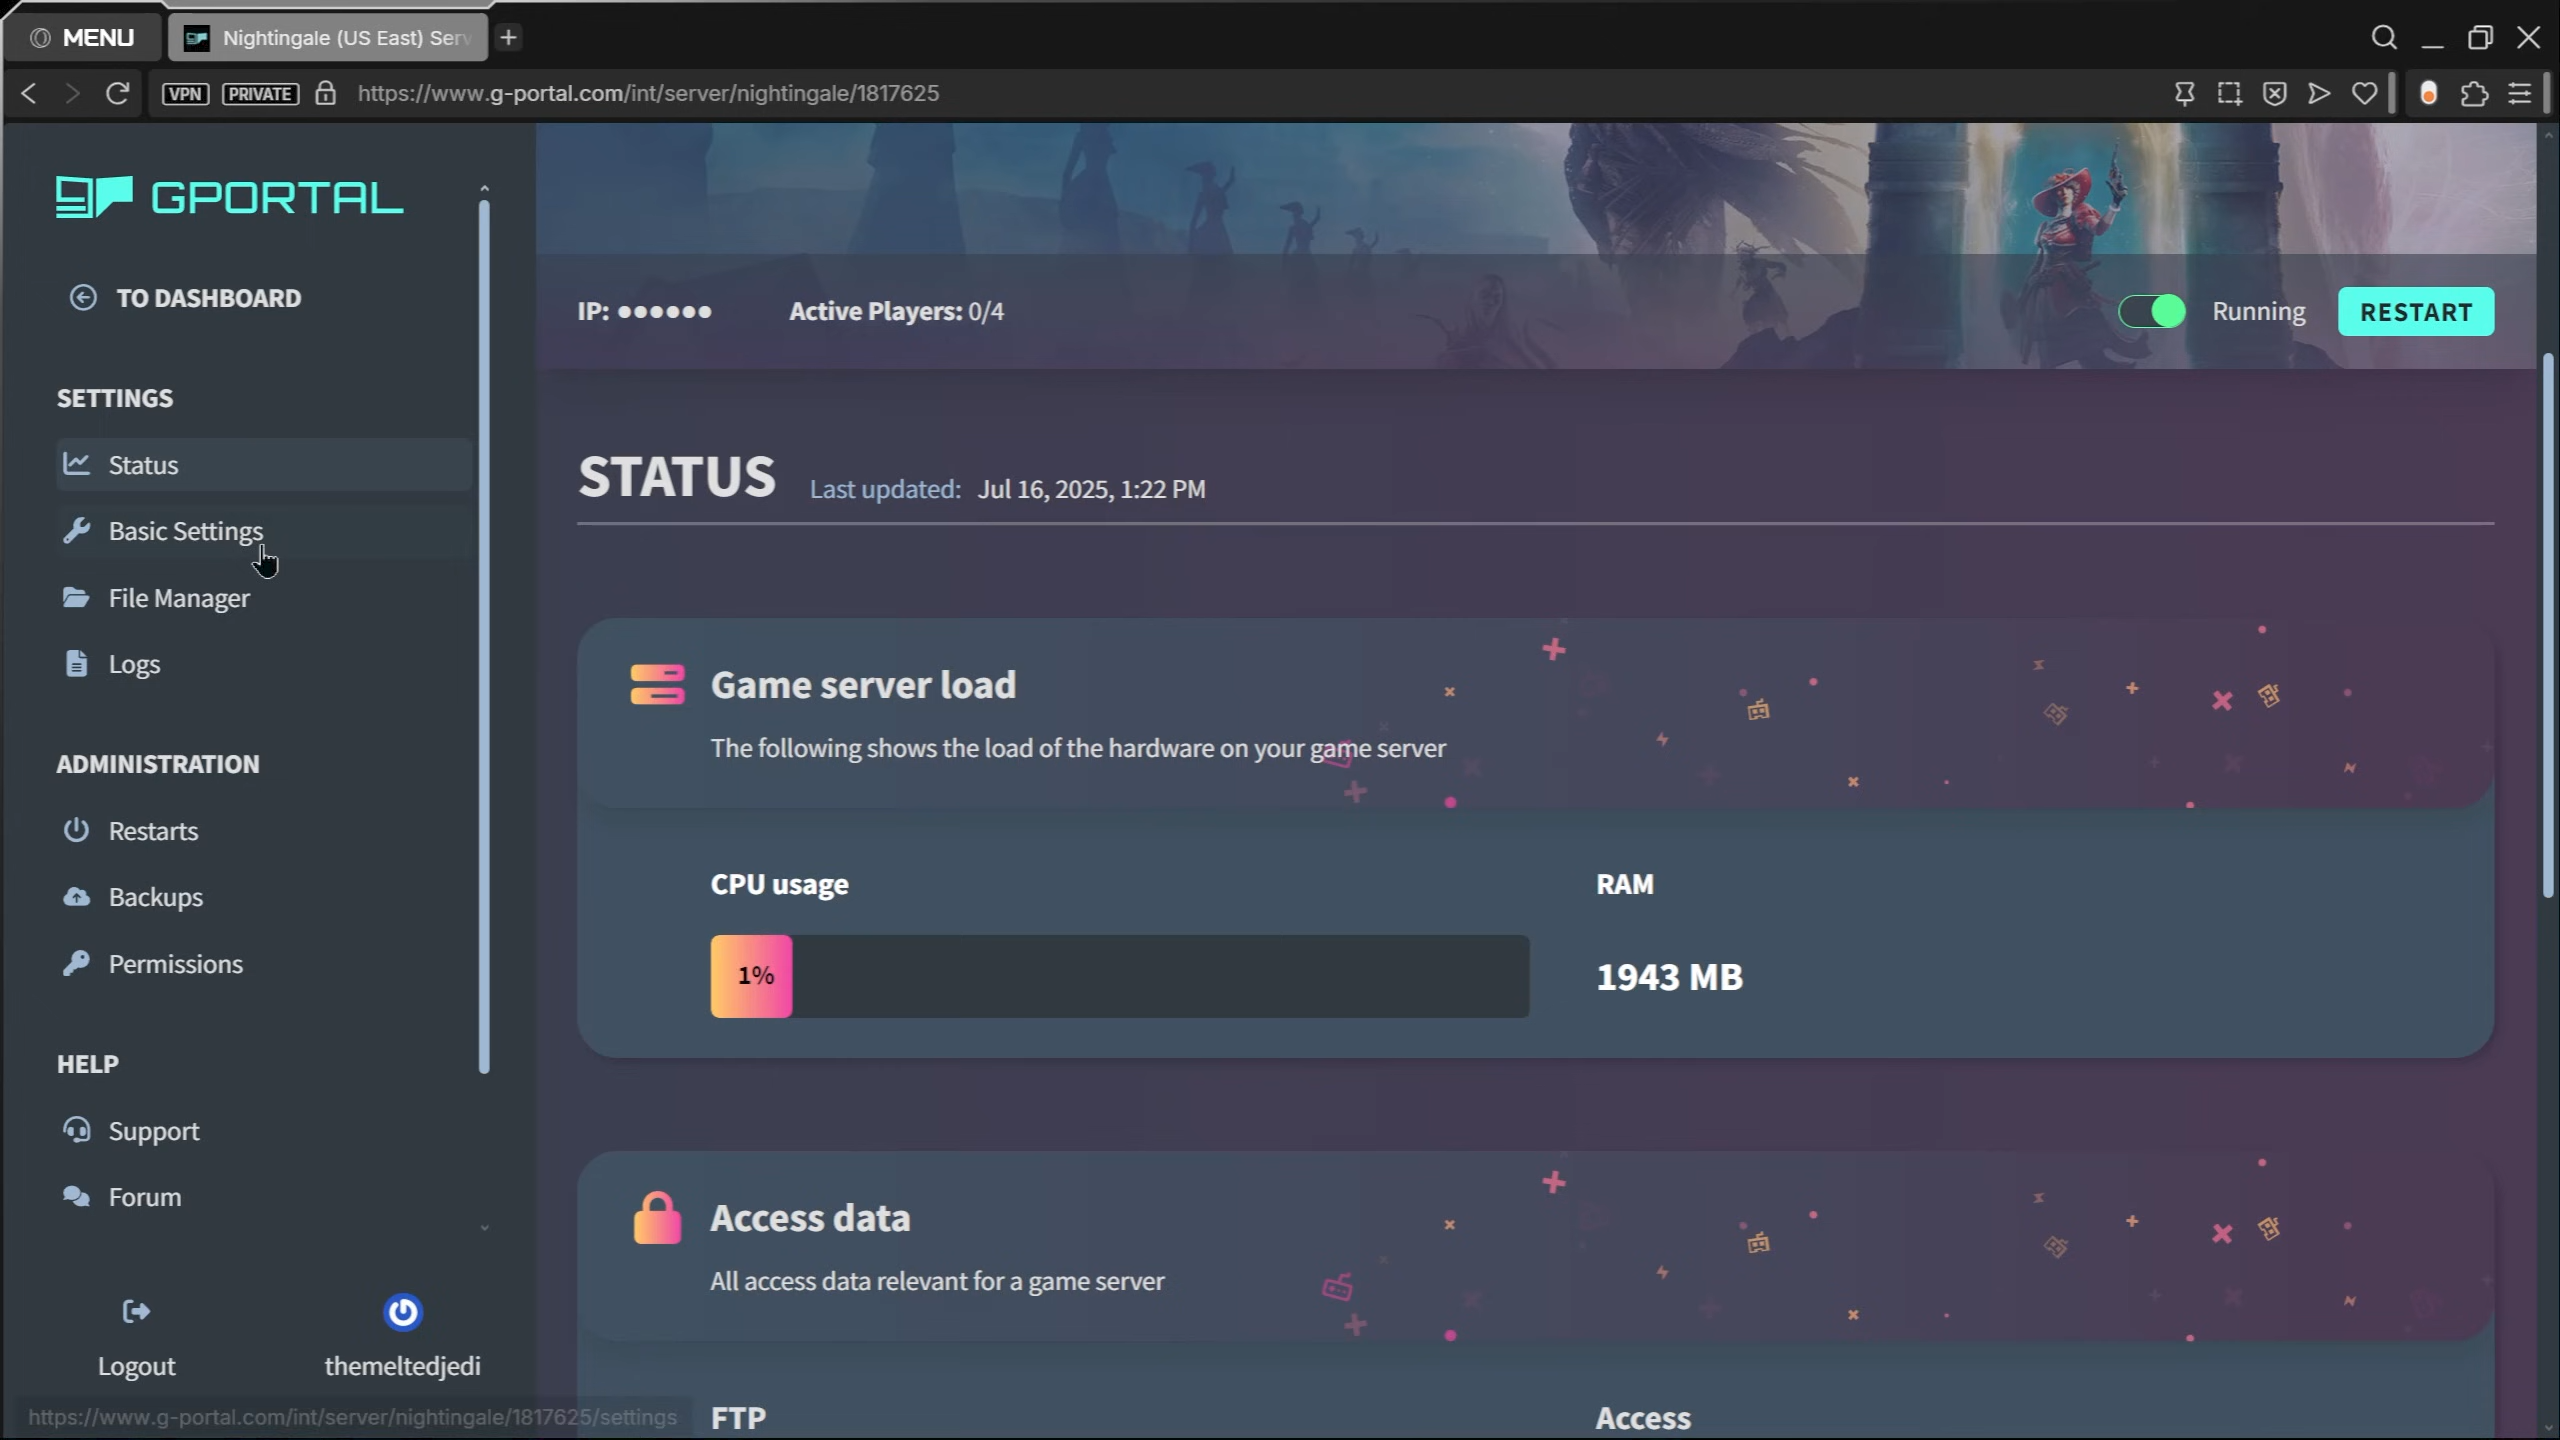 MENU
Nightingale (US East) Serv
VPN
PRIVATE
https://www.g-portal.com/int/server/nightingale/1817625
GPORTAL
TO DASHBOARD
SETTINGS
Status
Basic Settings
File Manager
Logs
ADMINISTRATION
Restarts
Backups
Permissions
HELP
Support
Forum
Logout
themeltedjedi
https://www.g-portal.com/int/server/nightingale/1817625/settings
IP: ●●●●●●
Active Players: 0/4
Running
RESTART
STATUS
Last updated: Jul 16, 2025, 1:22 PM
Game server load
The following shows the load of the hardware on your game server
CPU usage
1%
RAM
1943 MB
Access data
All access data relevant for a game server
FTP
Access